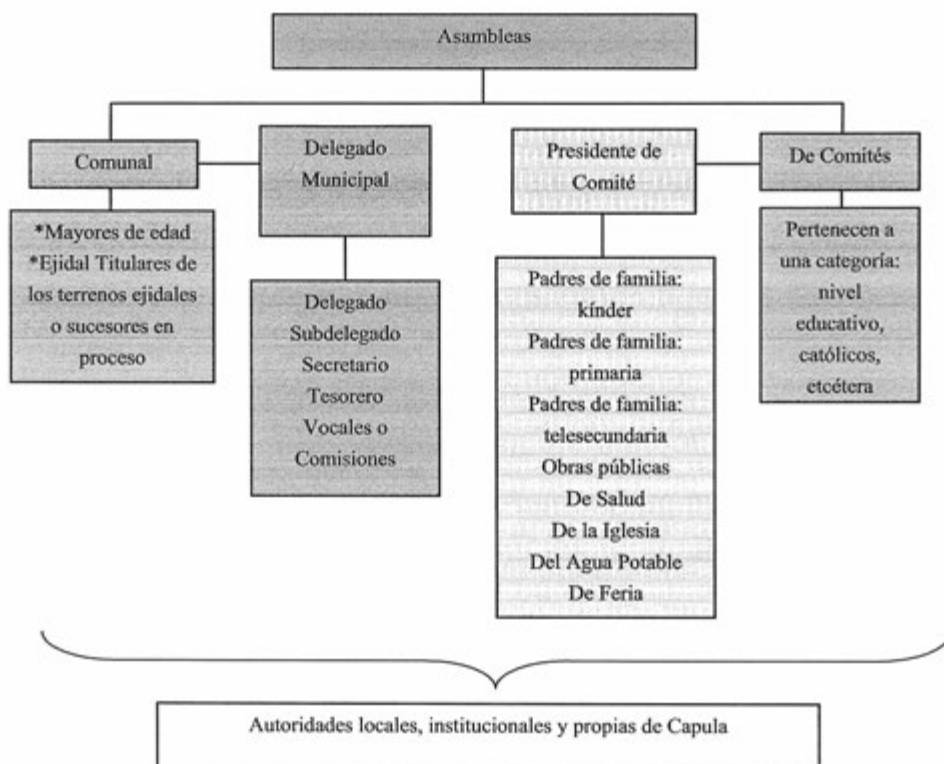 Asambleas
Comunal
Delegado
Municipal
Presidente de
Comité
De Comités
*Mayores de edad
*Ejidal Titulares de
los terrenos ejidales
o sucesores en
proceso
Delegado
Subdelegado
Secretario
Tesorero
Vocales o
Comisiones
Padres de familia:
kínder
Padres de familia:
primaria
Padres de familia:
telesecundaria
Obras públicas
De Salud
De la Iglesia
Del Agua Potable
De Feria
Pertenecen a
una categoría:
nivel
educativo,
católicos,
etcétera
Autoridades locales, institucionales y propias de Capula